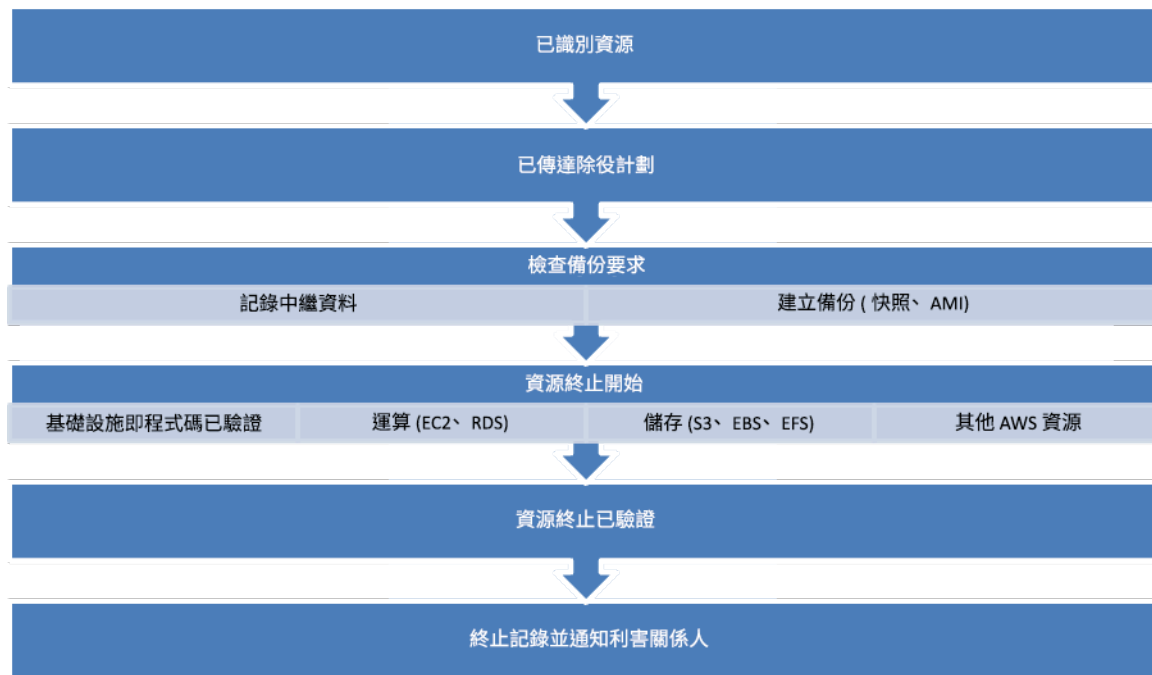 已識別資源
已傳達除役計劃
檢查備份要求
記錄中繼資料
建立備份 ( 快照、 AMI)
資源終止開始
基礎設施即程式碼已驗證
運算 (EC2、 RDS)
儲存 (S3、 EBS、 EFS)
其他 AWS 資源
資源終止已驗證
終止記錄並通知利害關係人